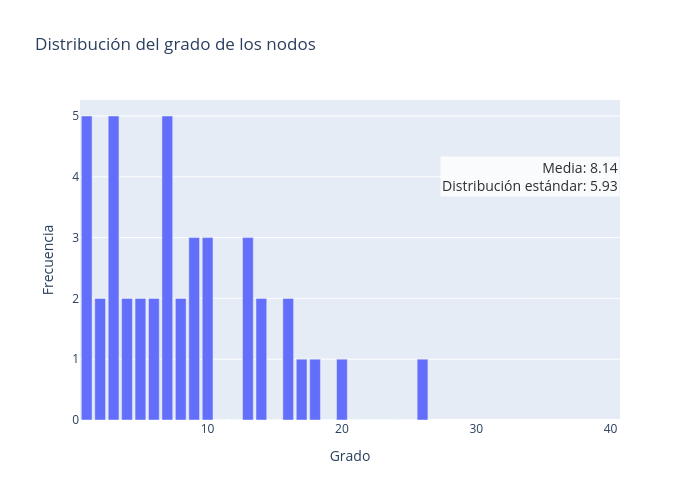 Distribución del grado de los nodos
5
4
3
2
1
0
Frecuencia
Media: 8.14
Distribución estándar: 5.93
10
20
30
40
Grado